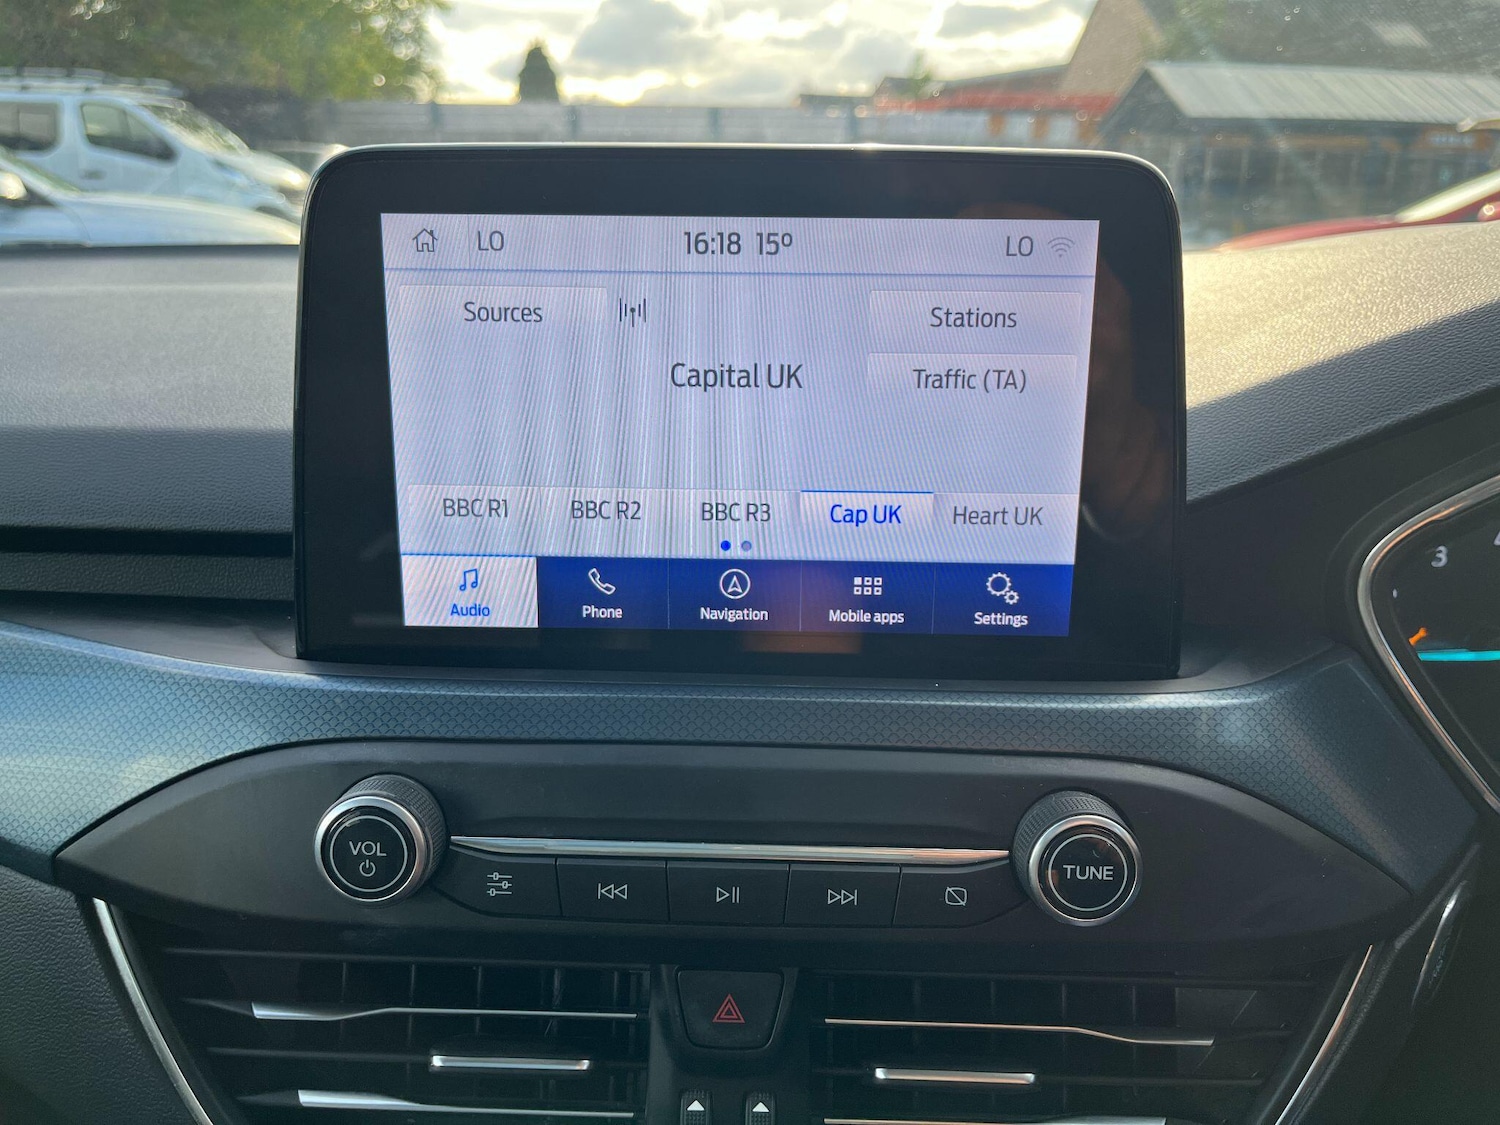 LO 16:18 15º LO
Sources
Stations
Capital UK
Traffic (TA)
BBC R1 BBC R2 BBC R3 Cap UK Heart UK
Audio Phone Navigation Mobile apps Settings
3
VOL
TUNE